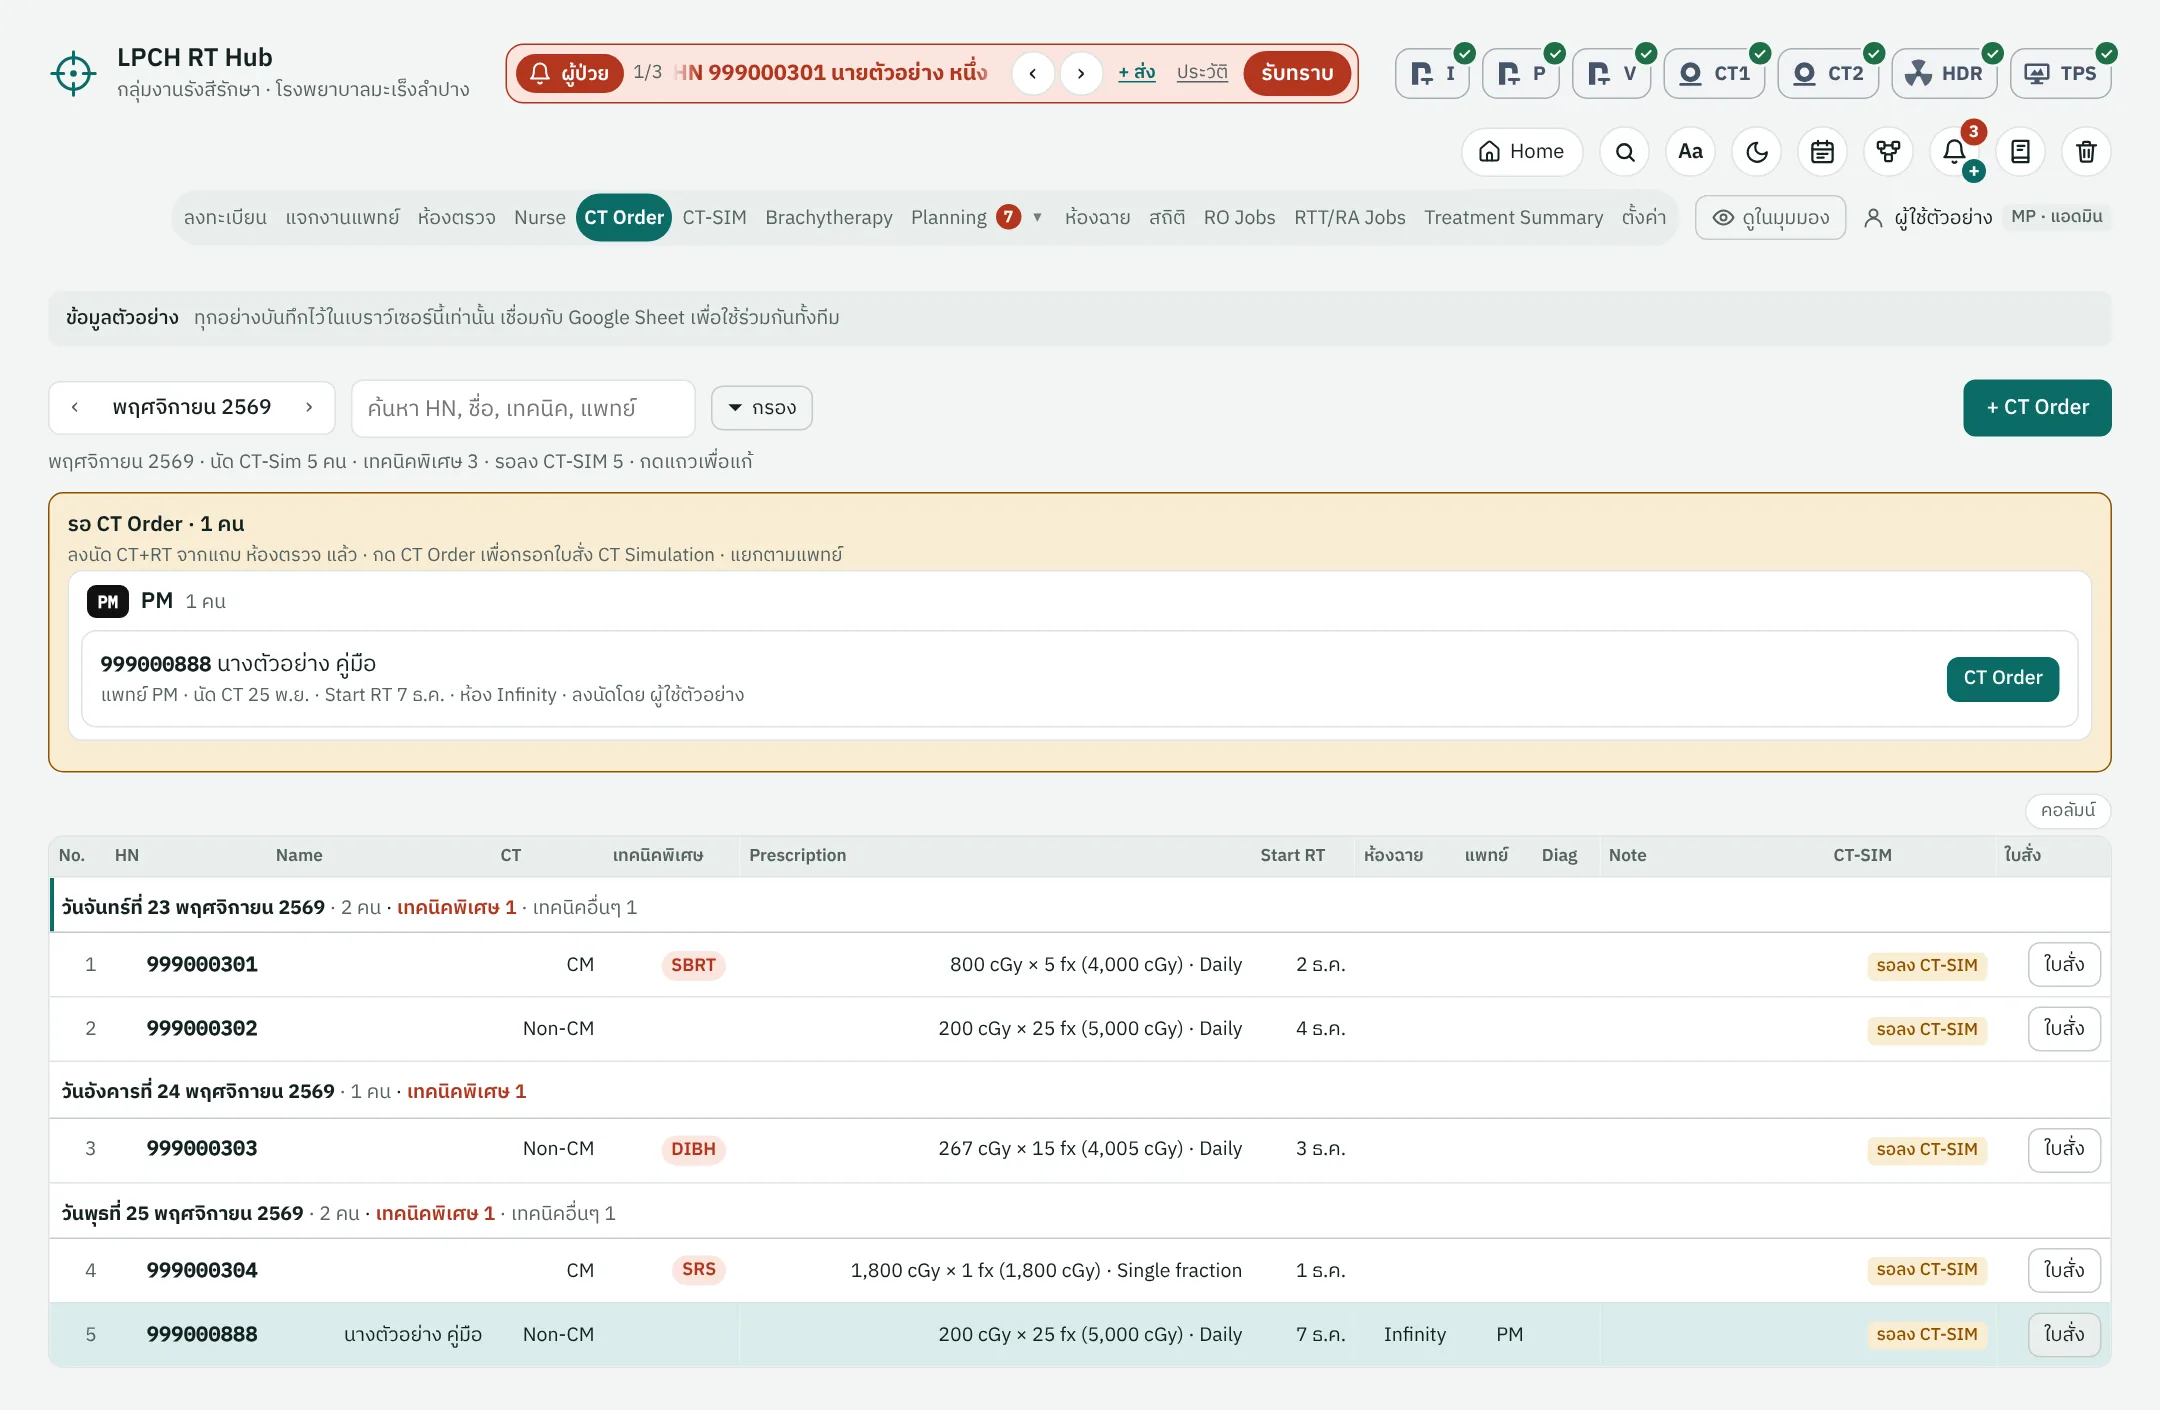 LPCH RT Hub
กลุ่มงานรังสีรักษา · โรงพยาบาลมะเร็งลำปาง
ผู้ป่วย 1/3 HN 999000301 นายตัวอย่าง หนึ่ง ‹ › + ส่ง ประวัติ รับทราบ
I P V CT1 CT2 HDR TPS
Home Aa 3 +
ลงทะเบียน แจกงานแพทย์ ห้องตรวจ Nurse CT Order CT-SIM Brachytherapy Planning 7 ▼ ห้องฉาย สถิติ RO Jobs RTT/RA Jobs Treatment Summary ตั้งค่า ดูในมุมมอง ผู้ใช้ตัวอย่าง MP · แอดมิน
ข้อมูลตัวอย่าง ทุกอย่างบันทึกไว้ในเบราว์เซอร์นี้เท่านั้น เชื่อมกับ Google Sheet เพื่อใช้ร่วมกันทั้งทีม
‹ พฤศจิกายน 2569 › ค้นหา HN, ชื่อ, เทคนิค, แพทย์ กรอง + CT Order
พฤศจิกายน 2569 · นัด CT-Sim 5 คน · เทคนิคพิเศษ 3 · รอลง CT-SIM 5 · กดแถวเพื่อแก้
รอ CT Order · 1 คน
ลงนัด CT+RT จากแถบ ห้องตรวจ แล้ว · กด CT Order เพื่อกรอกใบสั่ง CT Simulation · แยกตามแพทย์
PM PM 1 คน
999000888 นางตัวอย่าง คู่มือ
แพทย์ PM · นัด CT 25 พ.ย. · Start RT 7 ธ.ค. · ห้อง Infinity · ลงนัดโดย ผู้ใช้ตัวอย่าง
CT Order
คอลัมน์
No. HN Name CT เทคนิคพิเศษ Prescription Start RT ห้องฉาย แพทย์ Diag Note CT-SIM ใบสั่ง
วันจันทร์ที่ 23 พฤศจิกายน 2569 · 2 คน · เทคนิคพิเศษ 1 · เทคนิคอื่นๆ 1
1 999000301 CM SBRT 800 cGy × 5 fx (4,000 cGy) · Daily 2 ธ.ค. รอลง CT-SIM ใบสั่ง
2 999000302 Non-CM 200 cGy × 25 fx (5,000 cGy) · Daily 4 ธ.ค. รอลง CT-SIM ใบสั่ง
วันอังคารที่ 24 พฤศจิกายน 2569 · 1 คน · เทคนิคพิเศษ 1
3 999000303 Non-CM DIBH 267 cGy × 15 fx (4,005 cGy) · Daily 3 ธ.ค. รอลง CT-SIM ใบสั่ง
วันพุธที่ 25 พฤศจิกายน 2569 · 2 คน · เทคนิคพิเศษ 1 · เทคนิคอื่นๆ 1
4 999000304 CM SRS 1,800 cGy × 1 fx (1,800 cGy) · Single fraction 1 ธ.ค. รอลง CT-SIM ใบสั่ง
5 999000888 นางตัวอย่าง คู่มือ Non-CM 200 cGy × 25 fx (5,000 cGy) · Daily 7 ธ.ค. Infinity PM รอลง CT-SIM ใบสั่ง